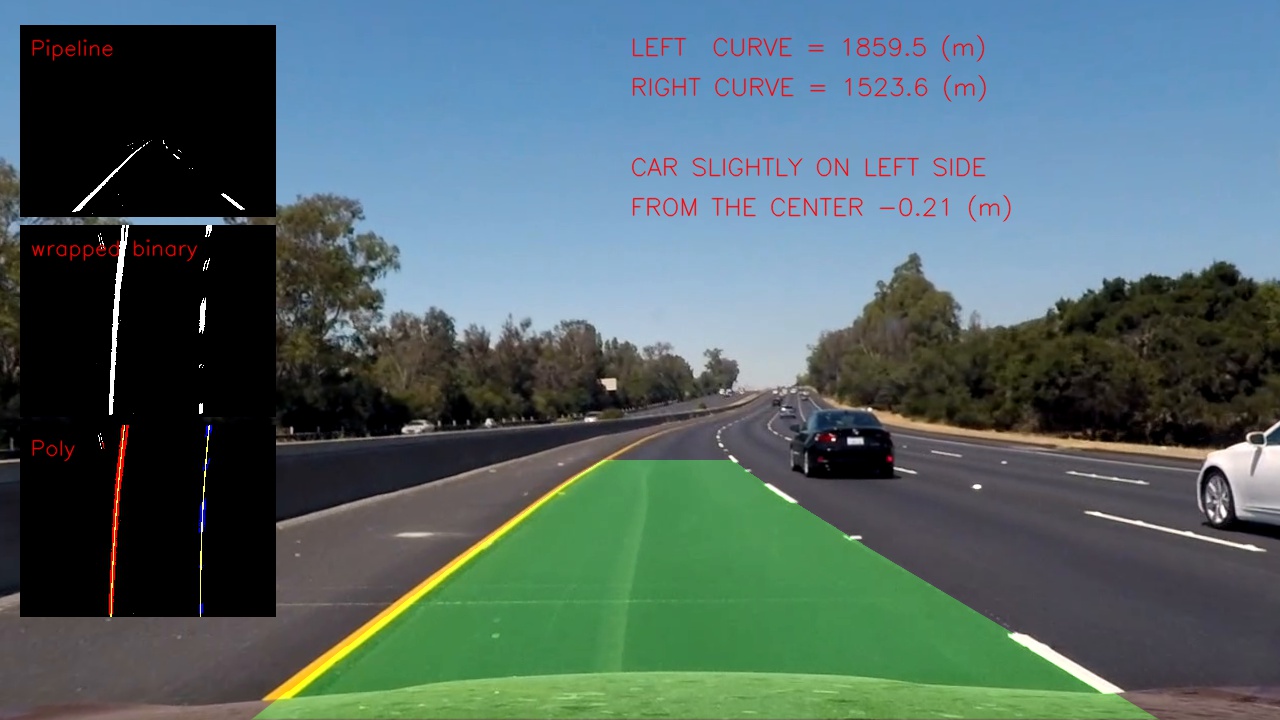 Pipeline
wrapped binary
Poly
LEFT CURVE = 1859.5 (m)
RIGHT CURVE = 1523.6 (m)
CAR SLIGHTLY ON LEFT SIDE
FROM THE CENTER -0.21 (m)